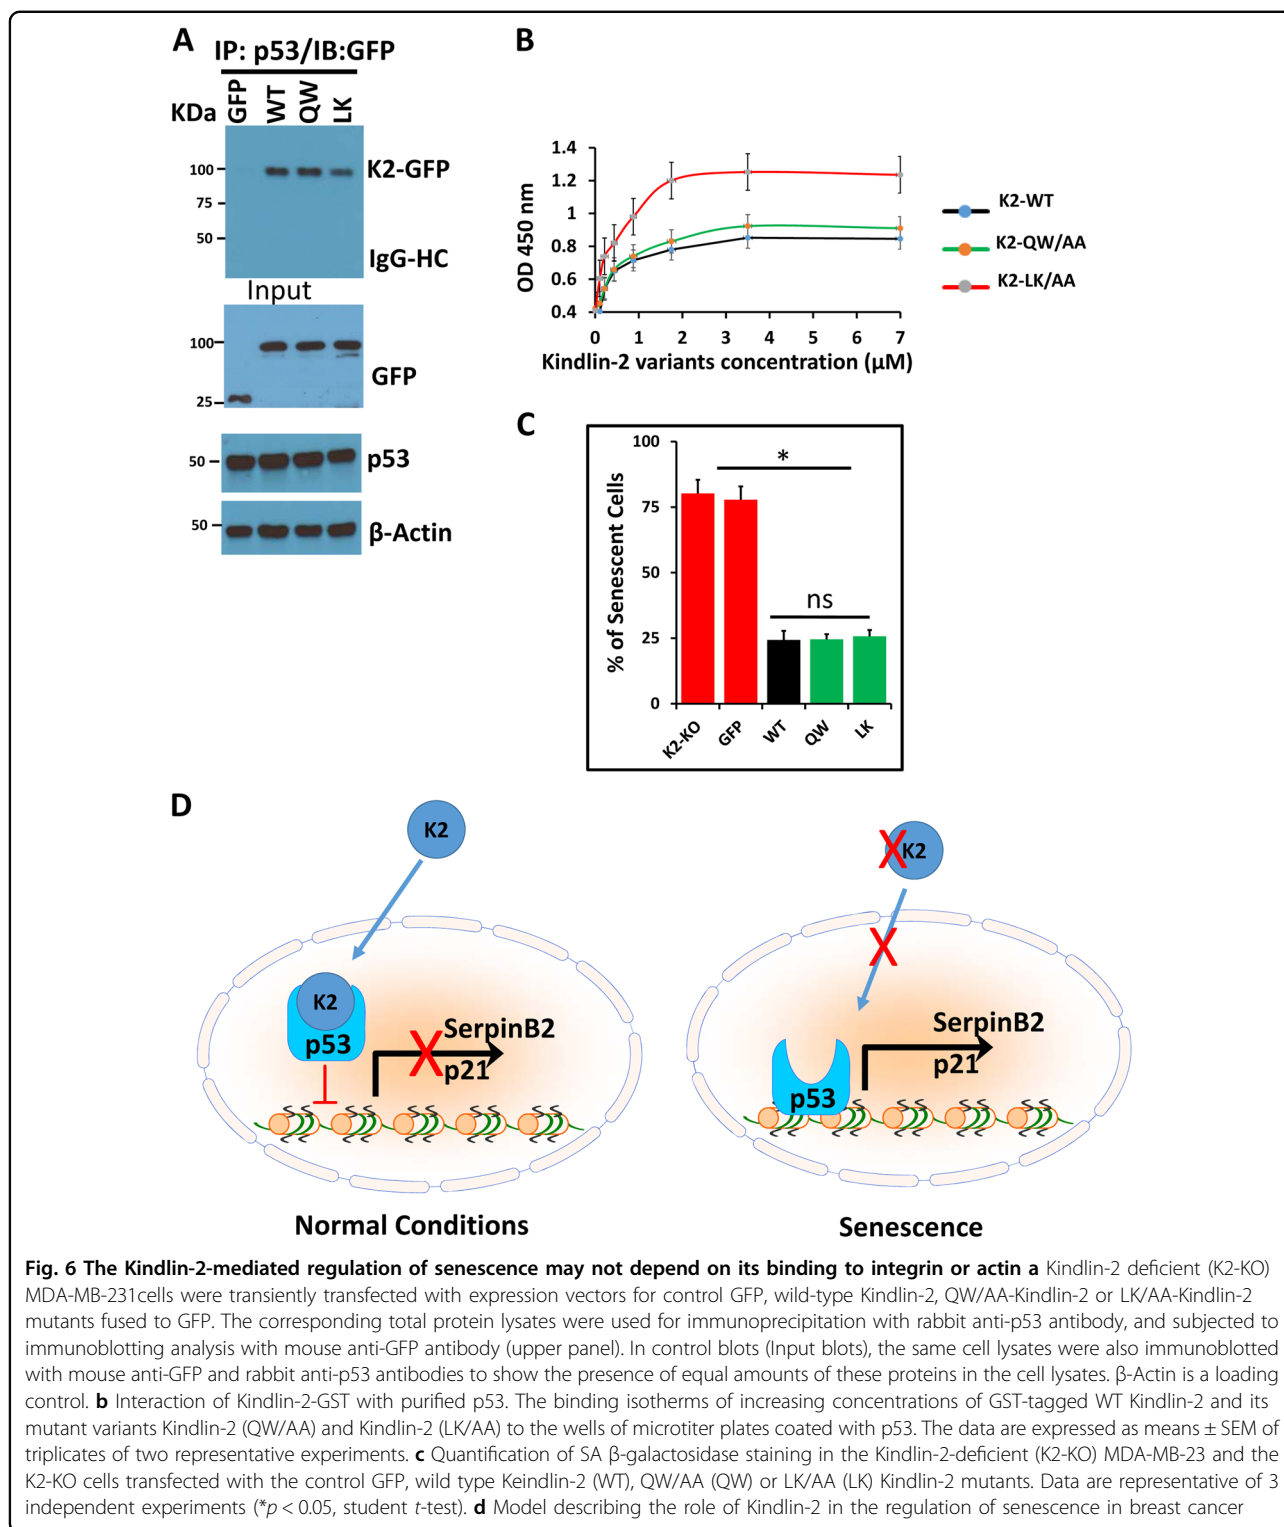 A
IP: p53/IB:GFP
KDa
GFP
WT
QW
LK
100
75
50
K2-GFP
IgG-HC
Input
100
25
GFP
50
p53
50
β-Actin
B
OD 450 nm
1.4
1.2
1
0.8
0.6
0.4
0 1 2 3 4 5 6 7
Kindlin-2 variants concentration (μM)
K2-WT
K2-QW/AA
K2-LK/AA
C
% of Senescent Cells
100
75
50
25
0
*
ns
K2-KO
GFP
WT
QW
LK
D
K2
K2
p53
X
SerpinB2
p21
Normal Conditions
X
K2
X
p53
SerpinB2
p21
Senescence
Fig. 6 The Kindlin-2-mediated regulation of senescence may not depend on its binding to integrin or actin a Kindlin-2 deficient (K2-KO)
MDA-MB-231cells were transiently transfected with expression vectors for control GFP, wild-type Kindlin-2, QW/AA-Kindlin-2 or LK/AA-Kindlin-2
mutants fused to GFP. The corresponding total protein lysates were used for immunoprecipitation with rabbit anti-p53 antibody, and subjected to
immunoblotting analysis with mouse anti-GFP antibody (upper panel). In control blots (Input blots), the same cell lysates were also immunoblotted
with mouse anti-GFP and rabbit anti-p53 antibodies to show the presence of equal amounts of these proteins in the cell lysates. β-Actin is a loading
control. b Interaction of Kindlin-2-GST with purified p53. The binding isotherms of increasing concentrations of GST-tagged WT Kindlin-2 and its
mutant variants Kindlin-2 (QW/AA) and Kindlin-2 (LK/AA) to the wells of microtiter plates coated with p53. The data are expressed as means ± SEM of
triplicates of two representative experiments. c Quantification of SA β-galactosidase staining in the Kindlin-2-deficient (K2-KO) MDA-MB-23 and the
K2-KO cells transfected with the control GFP, wild type Keindlin-2 (WT), QW/AA (QW) or LK/AA (LK) Kindlin-2 mutants. Data are representative of 3
independent experiments (*p < 0.05, student t-test). d Model describing the role of Kindlin-2 in the regulation of senescence in breast cancer